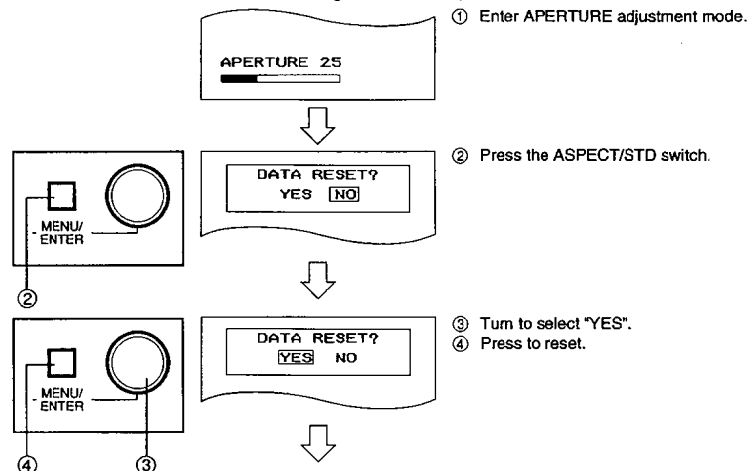 ① Enter APERTURE adjustment mode.
APERTURE 25
② Press the ASPECT/STD switch.
DATA RESET?
YES NO
MENU/
ENTER
②
③ Turn to select "YES".
④ Press to reset.
DATA RESET?
YES NO
MENU/
ENTER
④ ③